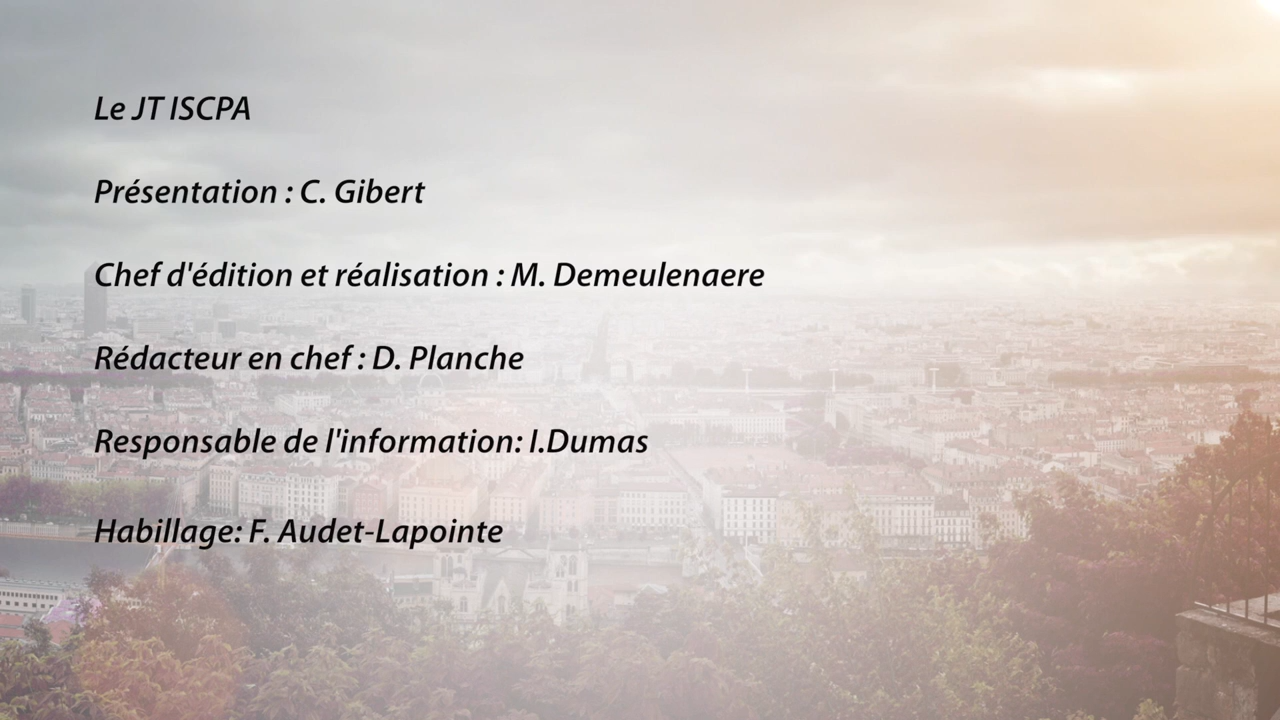 Le JT ISCPA
Présentation : C. Gibert
Chef d'édition et réalisation : M. Demeulenaere
Rédacteur en chef : D. Planche
Responsable de l'information: I.Dumas
Habillage: F. Audet-Lapointe